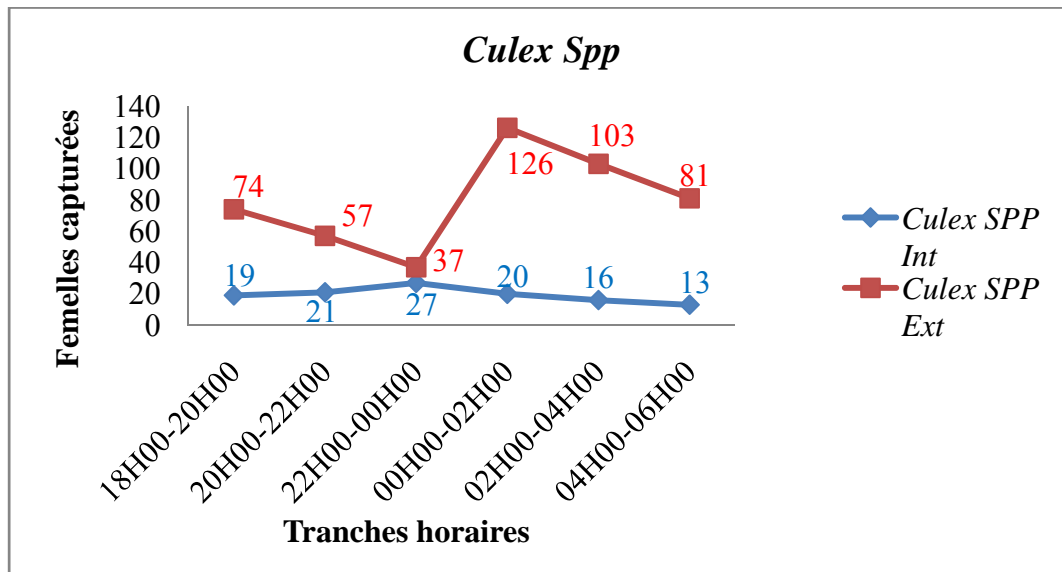 Culex Spp
Femelles capturées
140
120
100
80
60
40
20
0
74
57
37
126
103
81
19
21
27
20
16
13
18H00-20H00
20H00-22H00
22H00-00H00
00H00-02H00
02H00-04H00
04H00-06H00
Tranches horaires
Culex SPP
Int
Culex SPP
Ext